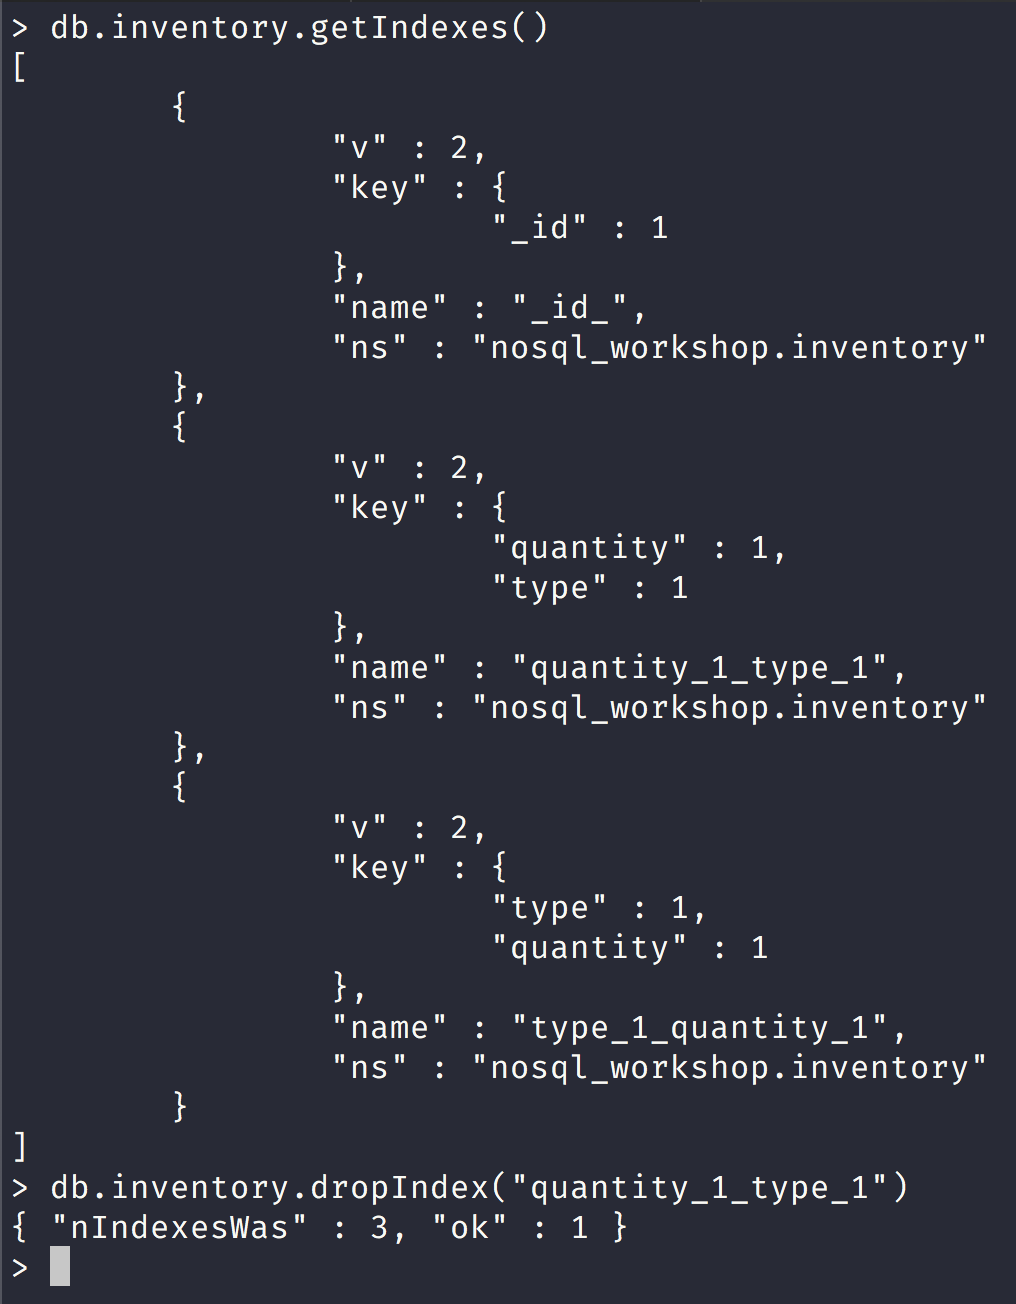 > db.inventory.getIndexes()
[
        {
                "v" : 2,
                "key" : {
                        "_id" : 1
                },
                "name" : "_id_",
                "ns" : "nosql_workshop.inventory"
        },
        {
                "v" : 2,
                "key" : {
                        "quantity" : 1,
                        "type" : 1
                },
                "name" : "quantity_1_type_1",
                "ns" : "nosql_workshop.inventory"
        },
        {
                "v" : 2,
                "key" : {
                        "type" : 1,
                        "quantity" : 1
                },
                "name" : "type_1_quantity_1",
                "ns" : "nosql_workshop.inventory"
        }
]
> db.inventory.dropIndex("quantity_1_type_1")
{ "nIndexesWas" : 3, "ok" : 1 }
>